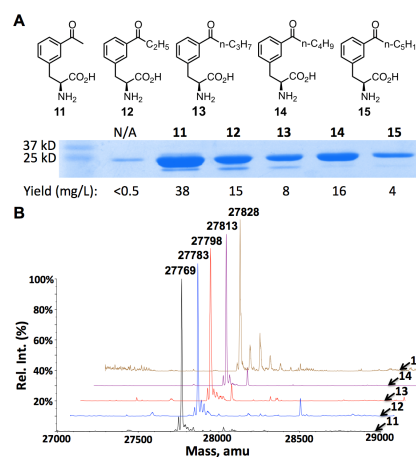 A
O O O O O
C2H5 n-C3H7 n-C4H9 n-C5H1
CO2H CO2H CO2H CO2H CO2H
NH2 NH2 NH2 NH2 NH2
11 12 13 14 15
N/A 11 12 13 14 15
37 kD
25 kD
Yield (mg/L): <0.5 38 15 8 16 4
B
27828
27813
27798
27783
27769
100%
80%
60%
40%
20%
Rel. Int. (%)
1
14
13
12
11
27000 27500 28000 28500 29000
Mass, amu